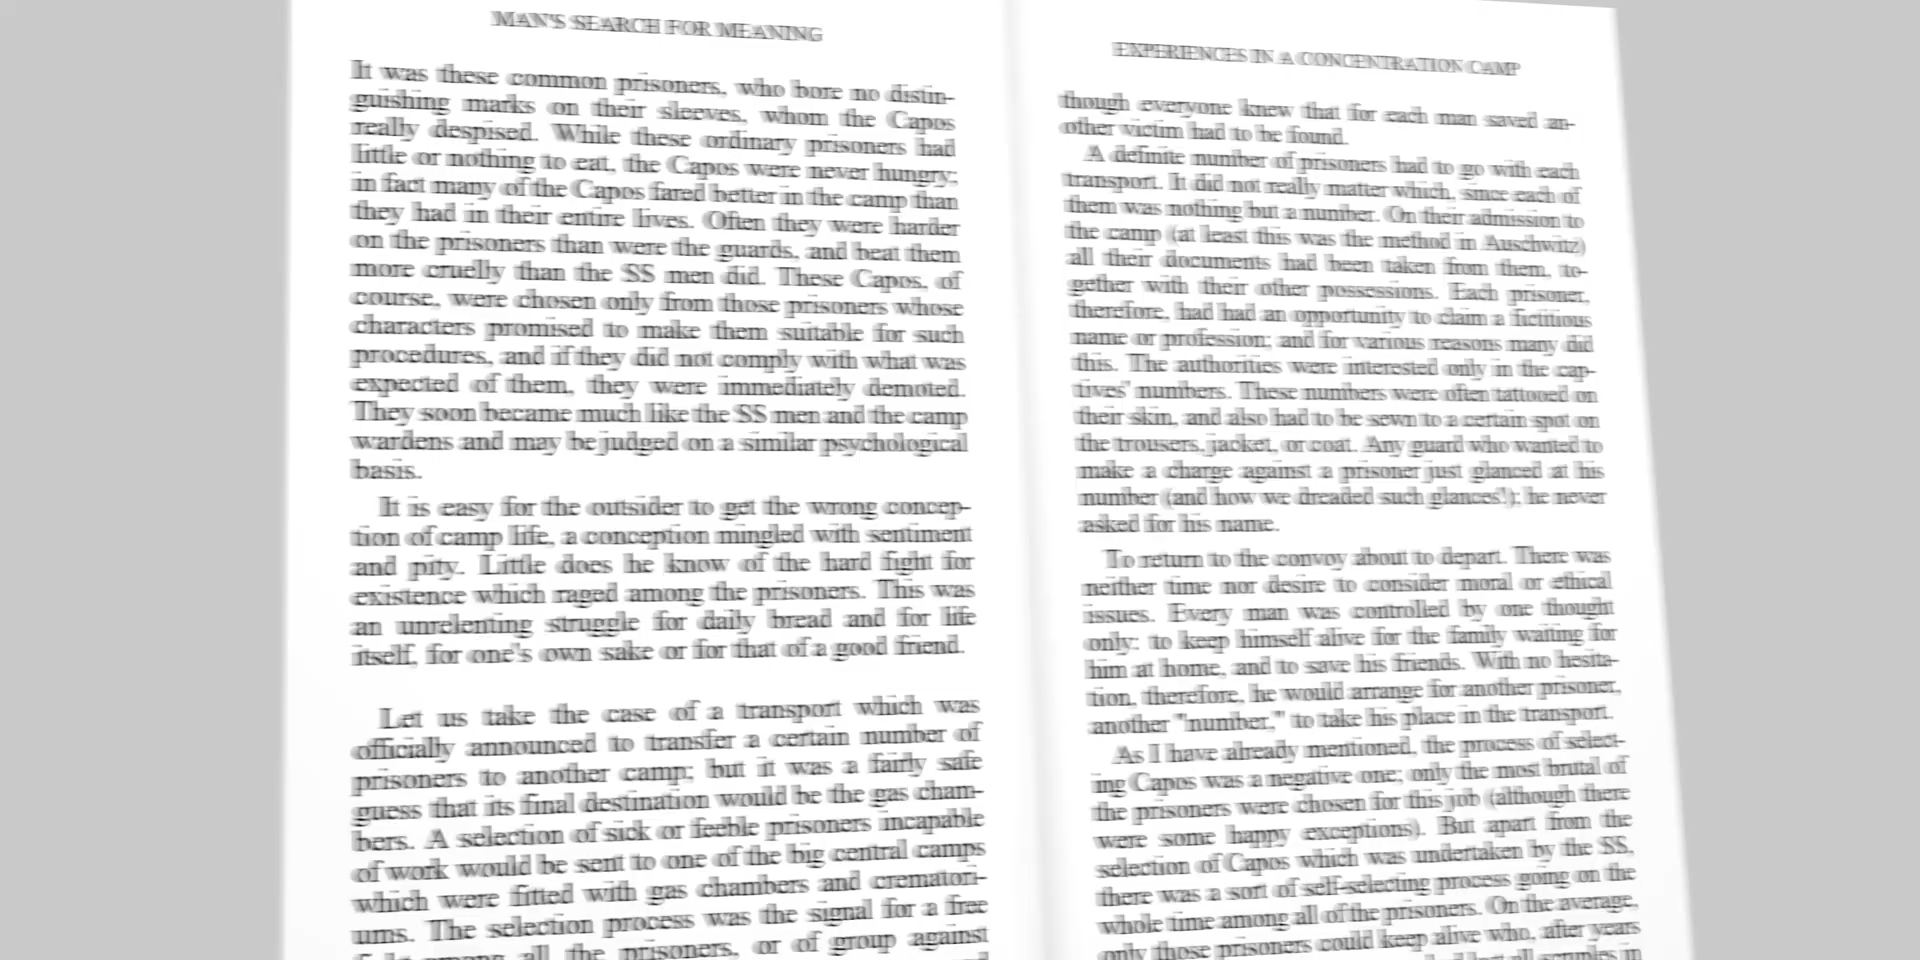 MAN'S SEARCH FOR MEANING
It was these common prisoners, who bore no distin-
guishing marks on their sleeves, whom the Capos
really despised. While these ordinary prisoners had
little or nothing to eat, the Capos were never hungry;
in fact many of the Capos fared better in the camp than
they had in their entire lives. Often they were harder
on the prisoners than were the guards, and beat them
more cruelly than the SS men did. These Capos, of
course, were chosen only from those prisoners whose
characters promised to make them suitable for such
procedures, and if they did not comply with what was
expected of them, they were immediately demoted.
They soon became much like the SS men and the camp
wardens and may be judged on a similar psychological
basis.
It is easy for the outsider to get the wrong concep-
tion of camp life, a conception mingled with sentiment
and pity. Little does he know of the hard fight for
existence which raged among the prisoners. This was
an unrelenting struggle for daily bread and for life
itself, for one's own sake or for that of a good friend.
Let us take the case of a transport which was
officially announced to transfer a certain number of
prisoners to another camp; but it was a fairly safe
guess that its final destination would be the gas cham-
bers. A selection of sick or feeble prisoners incapable
of work would be sent to one of the big central camps
which were fitted with gas chambers and crematori-
ums. The selection process was the signal for a free
among all the prisoners, or of group against
EXPERIENCES IN A CONCENTRATION CAMP
though everyone knew that for each man saved an-
other victim had to be found.
A definite number of prisoners had to go with each
transport. It did not really matter which, since each of
them was nothing but a number. On their admission to
the camp (at least this was the method in Auschwitz)
all their documents had been taken from them, to-
gether with their other possessions. Each prisoner,
therefore, had had an opportunity to claim a fictitious
name or profession; and for various reasons many did
this. The authorities were interested only in the cap-
tives' numbers. These numbers were often tattooed on
their skin, and also had to be sewn to a certain spot on
the trousers, jacket, or coat. Any guard who wanted to
make a charge against a prisoner just glanced at his
number (and how we dreaded such glances!); he never
asked for his name.
To return to the convoy about to depart. There was
neither time nor desire to consider moral or ethical
issues. Every man was controlled by one thought
only: to keep himself alive for the family waiting for
him at home, and to save his friends. With no hesita-
tion, therefore, he would arrange for another prisoner,
another "number," to take his place in the transport.
As I have already mentioned, the process of select-
ing Capos was a negative one; only the most brutal of
the prisoners were chosen for this job (although there
were some happy exceptions). But apart from the
selection of Capos which was undertaken by the SS,
there was a sort of self-selecting process going on the
whole time among all of the prisoners. On the average,
only those prisoners could keep alive who, after years